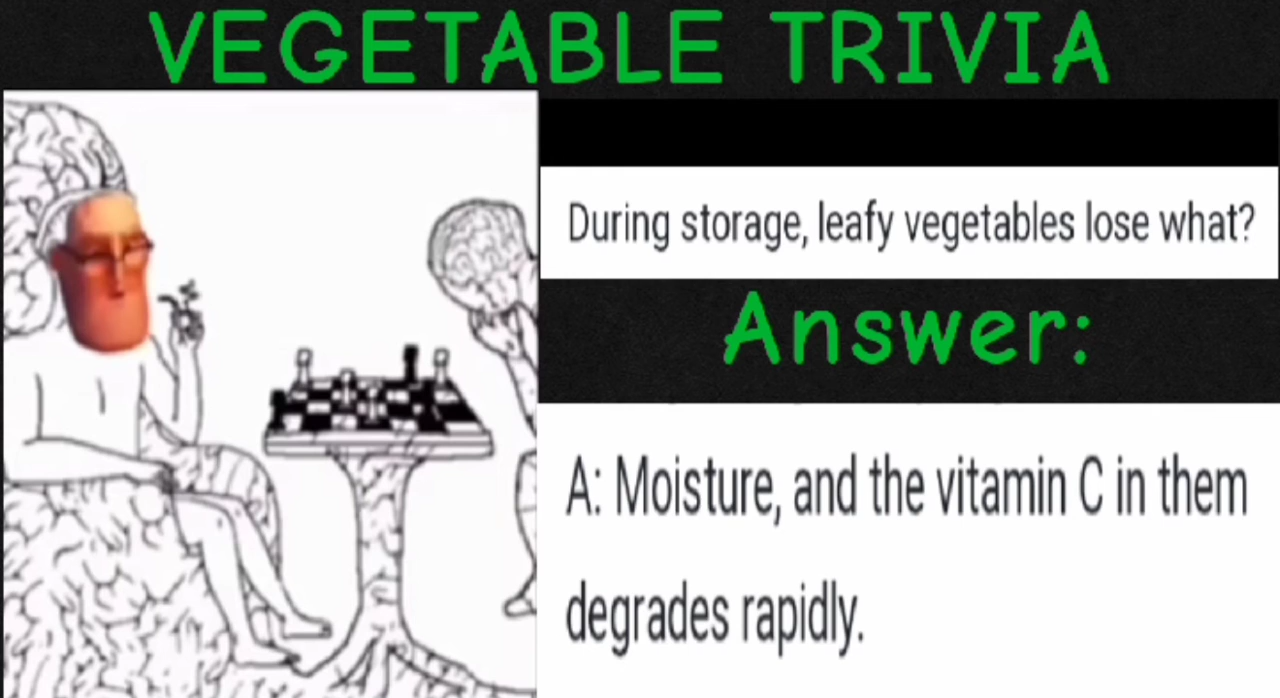 VEGETABLE TRIVIA
During storage, leafy vegetables lose what?
Answer:
A: Moisture, and the vitamin C in them
degrades rapidly.